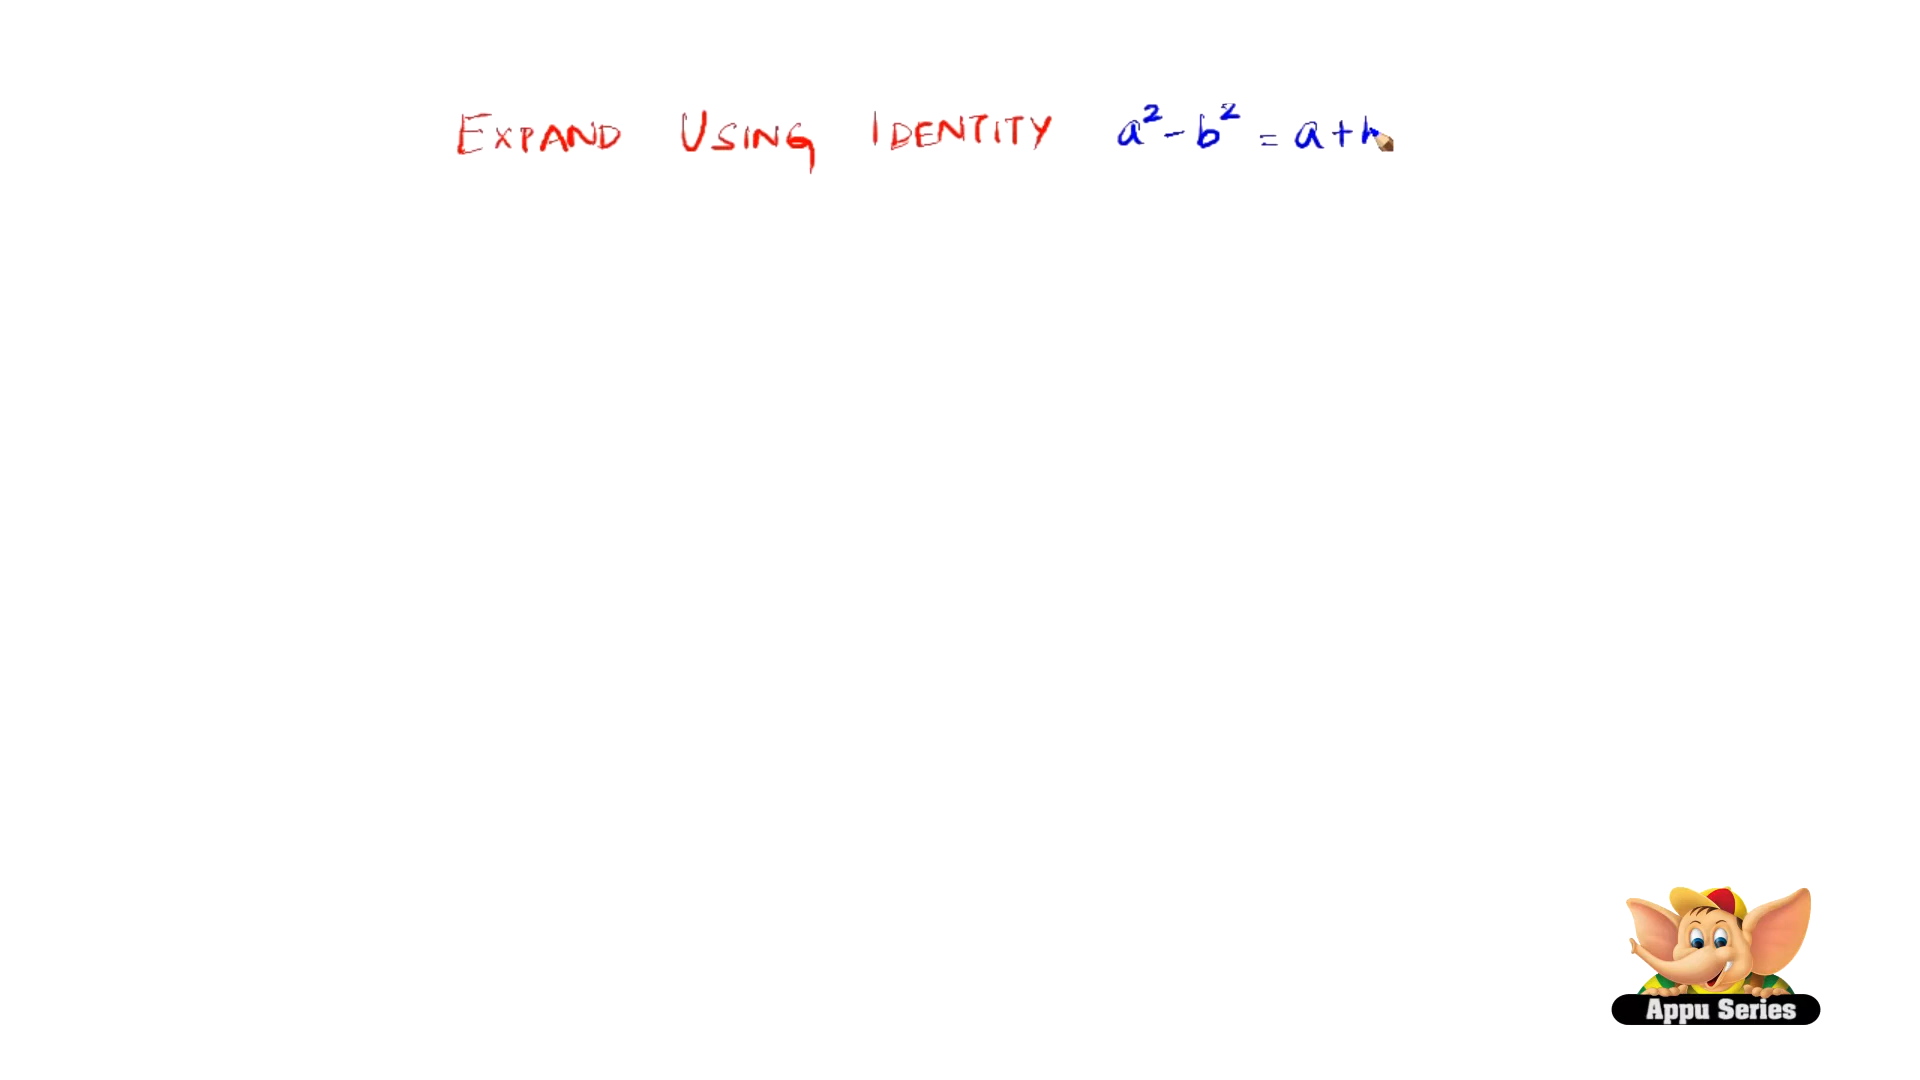 EXPAND USING IDENTITY a² - b² = a +
Appu Series